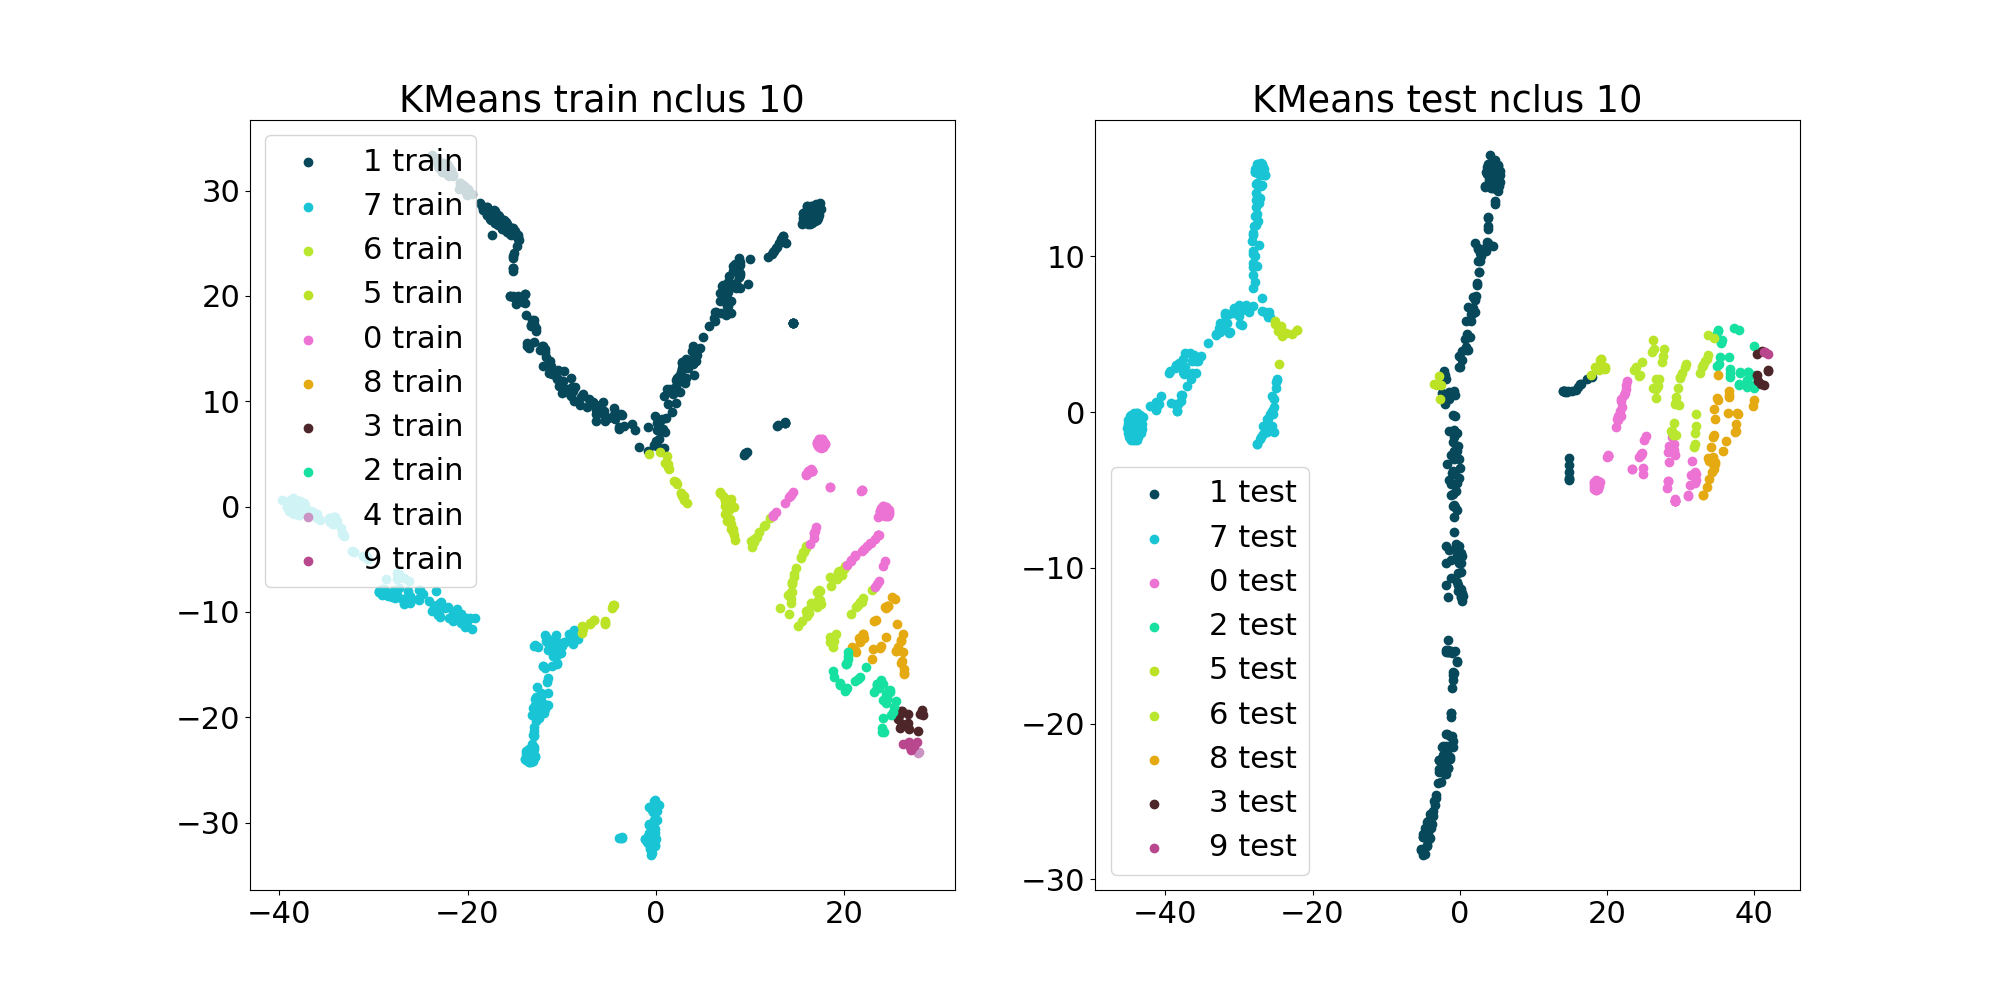 KMeans train nclus 10
1 train
7 train
6 train
5 train
0 train
8 train
3 train
2 train
4 train
9 train
30
20
10
0
−10
−20
−30
−40
−20
0
20
KMeans test nclus 10
1 test
7 test
0 test
2 test
5 test
6 test
8 test
3 test
9 test
10
0
−10
−20
−30
−40
−20
0
20
40